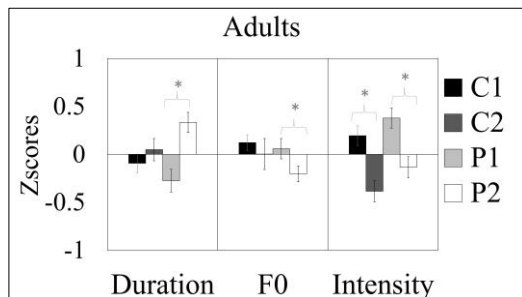 Adults
1
0.5
0
-0.5
-1
Zscores
* * * *
Duration F0 Intensity
C1
C2
P1
P2